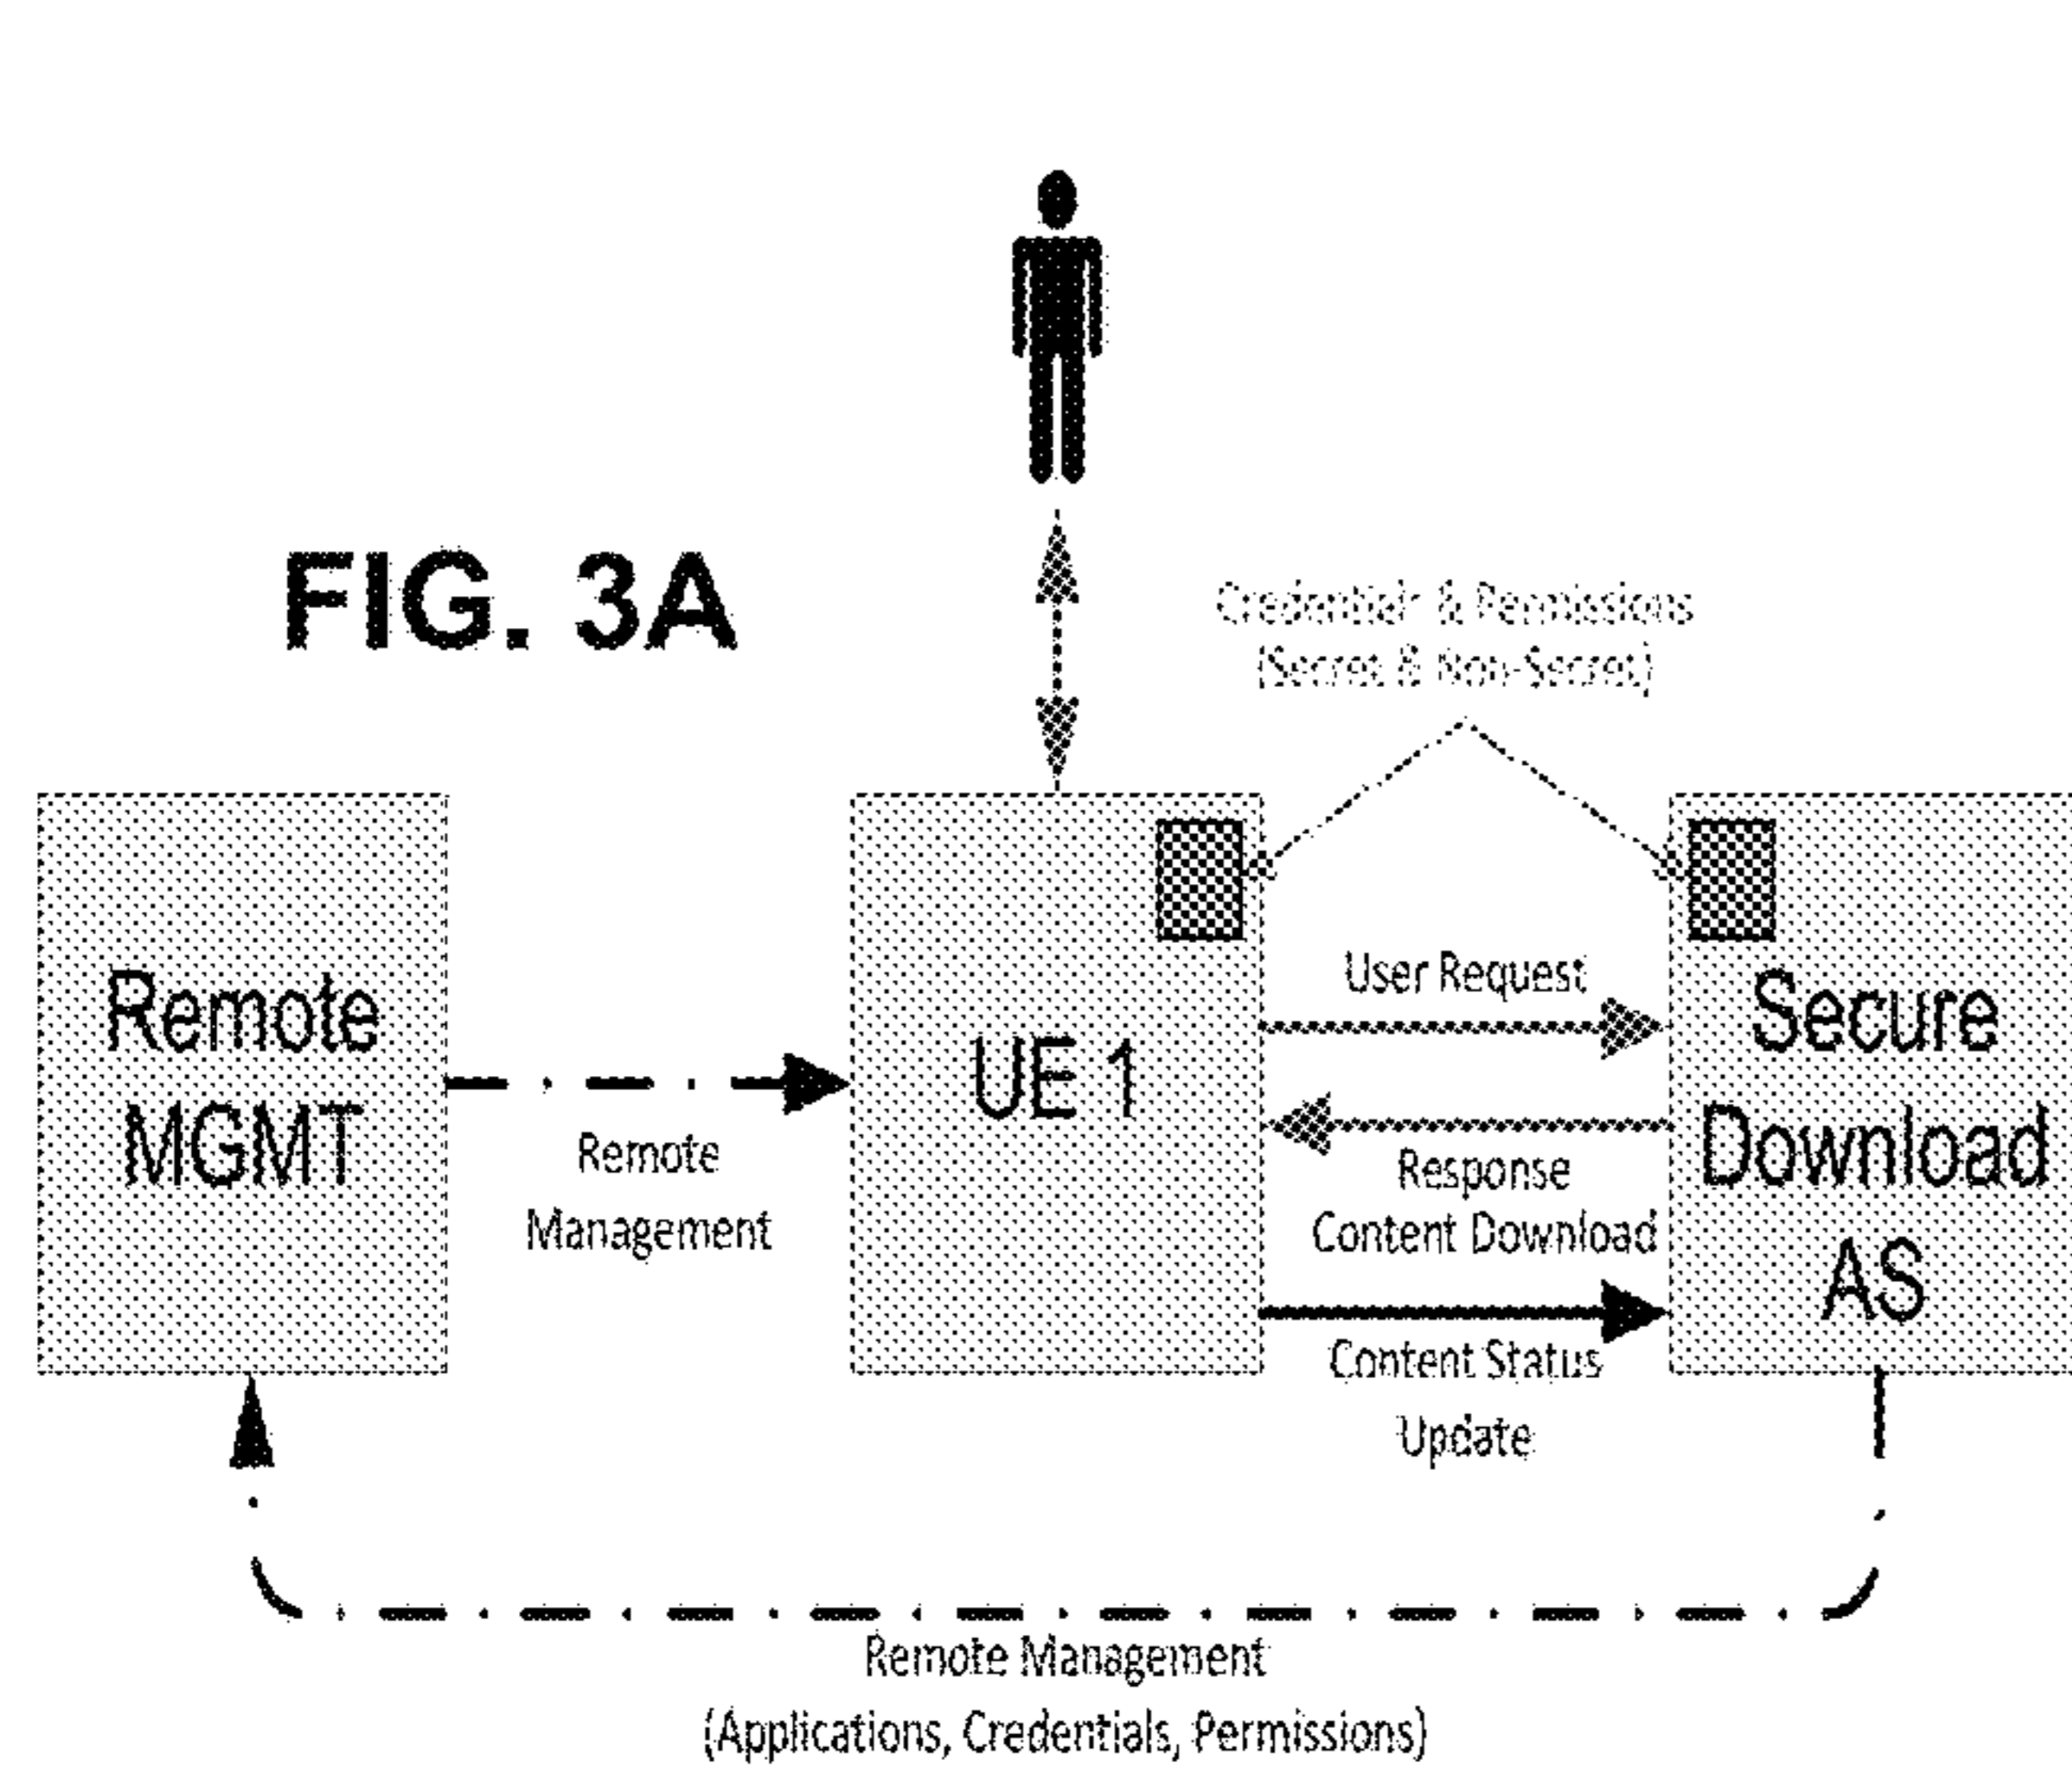 FIG. 3A
Credentials & Permissions
(Secret & Non-Secret)
Remote
MGMT
Remote
Management
UE 1
User Request
Response
Content Download
Content Status
Update
Secure
Download
AS
Remote Management
(Applications, Credentials, Permissions)